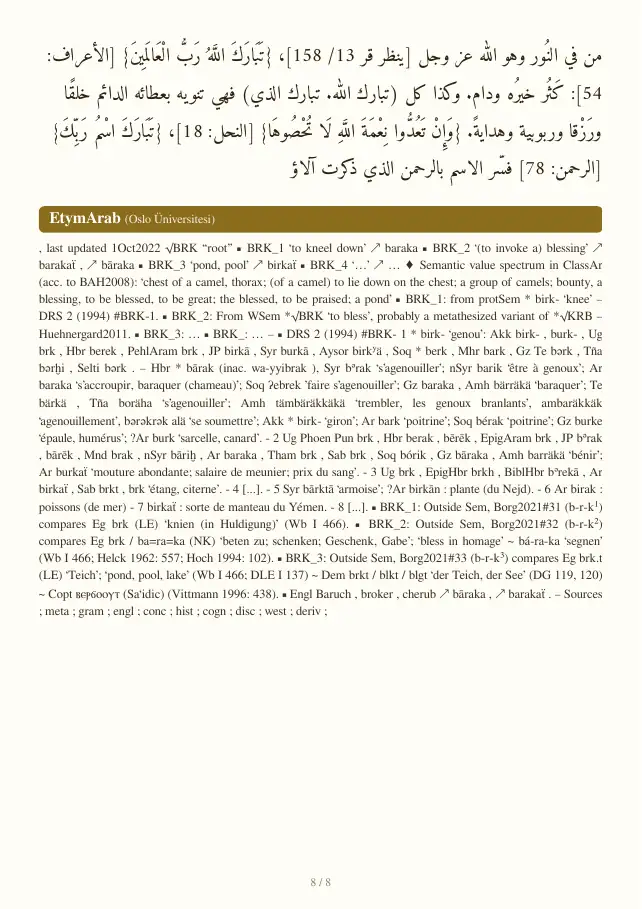 من في النُور وهو الله عز وجل [ينظر قر 13/ 158]، {تَبَارَكَ اللَّهُ رَبُّ الْعَالَمِينَ} [الأعراف:
54]: كَثُر خيرُه ودام. وكذا كل (تبارك الله. تبارك الذي) فهي تنويه بعطائه الدائم خلقًا
ورَزْقا وربوبية وهدايةً. {وَإِنْ تَعُدُّوا نِعْمَةَ اللَّهِ لَا تُحْصُوهَا} [النحل: 18]، {تَبَارَكَ اسْمُ رَبِّكَ}
[الرحمن: 78] فسّر الاسم بالرحمن الذي ذكرت آلاؤ
EtymArab (Oslo Üniversitesi)
, last updated 1Oct2022 √BRK “root” ▪ BRK_1 ‘to kneel down’ ↗ baraka ▪ BRK_2 ‘(to invoke a) blessing’ ↗
barakaẗ , ↗ bāraka ▪ BRK_3 ‘pond, pool’ ↗ birkaẗ ▪ BRK_4 ‘…’ ↗ … ♦ Semantic value spectrum in ClassAr
(acc. to BAH2008): ‘chest of a camel, thorax; (of a camel) to lie down on the chest; a group of camels; bounty, a
blessing, to be blessed, to be great; the blessed, to be praised; a pond’ ▪ BRK_1: from protSem * birk- ‘knee’ –
DRS 2 (1994) #BRK-1. ▪ BRK_2: From WSem *√BRK ‘to bless’, probably a metathesized variant of *√KRB –
Huehnergard2011. ▪ BRK_3: … ▪ BRK_: … – ▪ DRS 2 (1994) #BRK- 1 * birk- ‘genou’: Akk birk- , burk- , Ug
brk , Hbr berek , PehlAram brk , JP birkā , Syr burkā , Aysor birkʸā , Soq * berk , Mhr bark , Gz Te bərk , Tña
bərḫi , Selti bərk . – Hbr * bārak (inac. wa-yyibrak ), Syr bᵊrak ‘s’agenouiller’; nSyr barik ‘être à genoux’; Ar
baraka ‘s’accroupir, baraquer (chameau)’; Soq ʔebrek ’faire s’agenouiller’; Gz baraka , Amh bärräkä ‘baraquer’; Te
bärkä , Tña boräha ‘s’agenouiller’; Amh tämbäräkkäkä ‘trembler, les genoux branlants’, ambaräkkäk
‘agenouillement’, bərəkrək alä ‘se soumettre’; Akk * birk- ‘giron’; Ar bark ‘poitrine’; Soq bérak ‘poitrine’; Gz burke
‘épaule, humérus’; ?Ar burk ‘sarcelle, canard’. - 2 Ug Phoen Pun brk , Hbr berak , bērēk , EpigAram brk , JP bᵊrak
, bārēk , Mnd brak , nSyr bāriḫ , Ar baraka , Tham brk , Sab brk , Soq bórik , Gz bāraka , Amh barräkä ‘bénir’;
Ar burkaẗ ‘mouture abondante; salaire de meunier; prix du sang’. - 3 Ug brk , EpigHbr brkh , BiblHbr bᵊrekā , Ar
birkaẗ , Sab brkt , brk ‘étang, citerne’. - 4 [...]. - 5 Syr bārktā ‘armoise’; ?Ar birkān : plante (du Nejd). - 6 Ar birak :
poissons (de mer) - 7 birkaẗ : sorte de manteau du Yémen. - 8 [...]. ▪ BRK_1: Outside Sem, Borg2021#31 (b-r-k¹)
compares Eg brk (LE) ‘knien (in Huldigung)’ (Wb I 466). ▪ BRK_2: Outside Sem, Borg2021#32 (b-r-k²)
compares Eg brk / ba=ra=ka (NK) ‘beten zu; schenken; Geschenk, Gabe’; ‘bless in homage’ ~ bá-ra-ka ‘segnen’
(Wb I 466; Helck 1962: 557; Hoch 1994: 102). ▪ BRK_3: Outside Sem, Borg2021#33 (b-r-k³) compares Eg brk.t
(LE) ‘Teich’; ‘pond, pool, lake’ (Wb I 466; DLE I 137) ~ Dem brkt / blkt / blgt ‘der Teich, der See’ (DG 119, 120)
~ Copt ⲃⲉⲣϭⲟⲟⲩⲧ (Saʿidic) (Vittmann 1996: 438). ▪ Engl Baruch , broker , cherub ↗ bāraka , ↗ barakaẗ . – Sources
; meta ; gram ; engl ; conc ; hist ; cogn ; disc ; west ; deriv ;
8 / 8